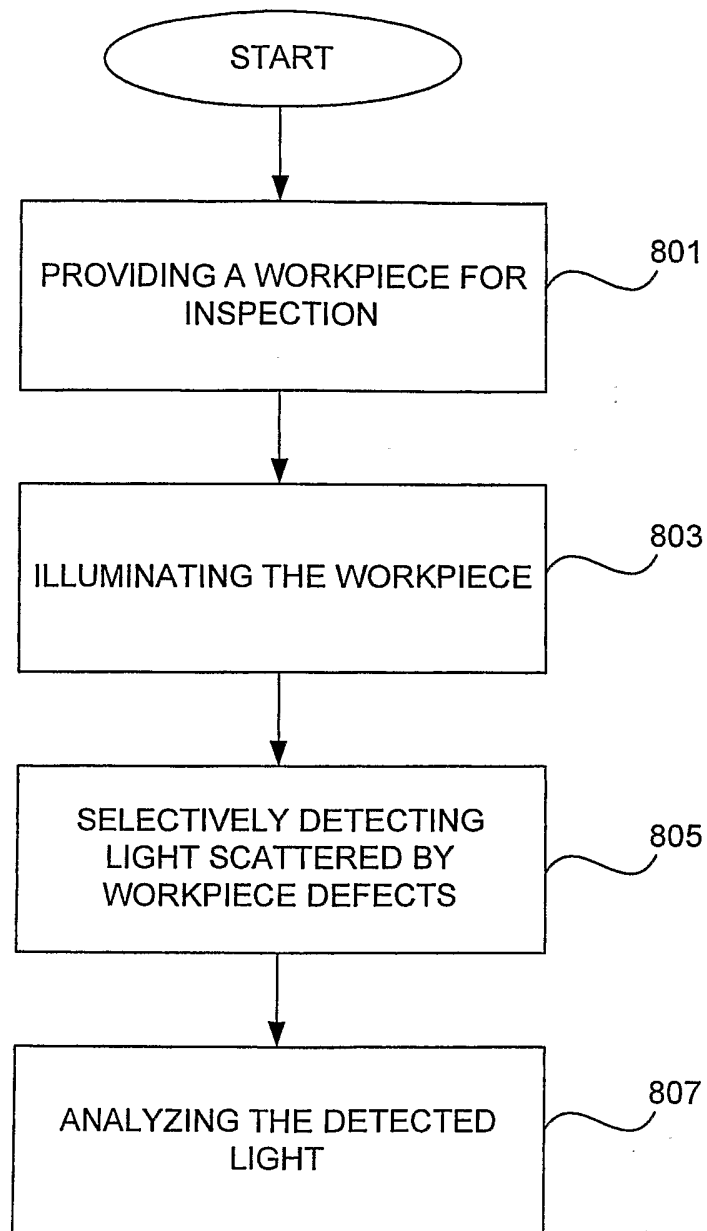 START
PROVIDING A WORKPIECE FOR
INSPECTION
801
ILLUMINATING THE WORKPIECE
803
SELECTIVELY DETECTING
LIGHT SCATTERED BY
WORKPIECE DEFECTS
805
ANALYZING THE DETECTED
LIGHT
807